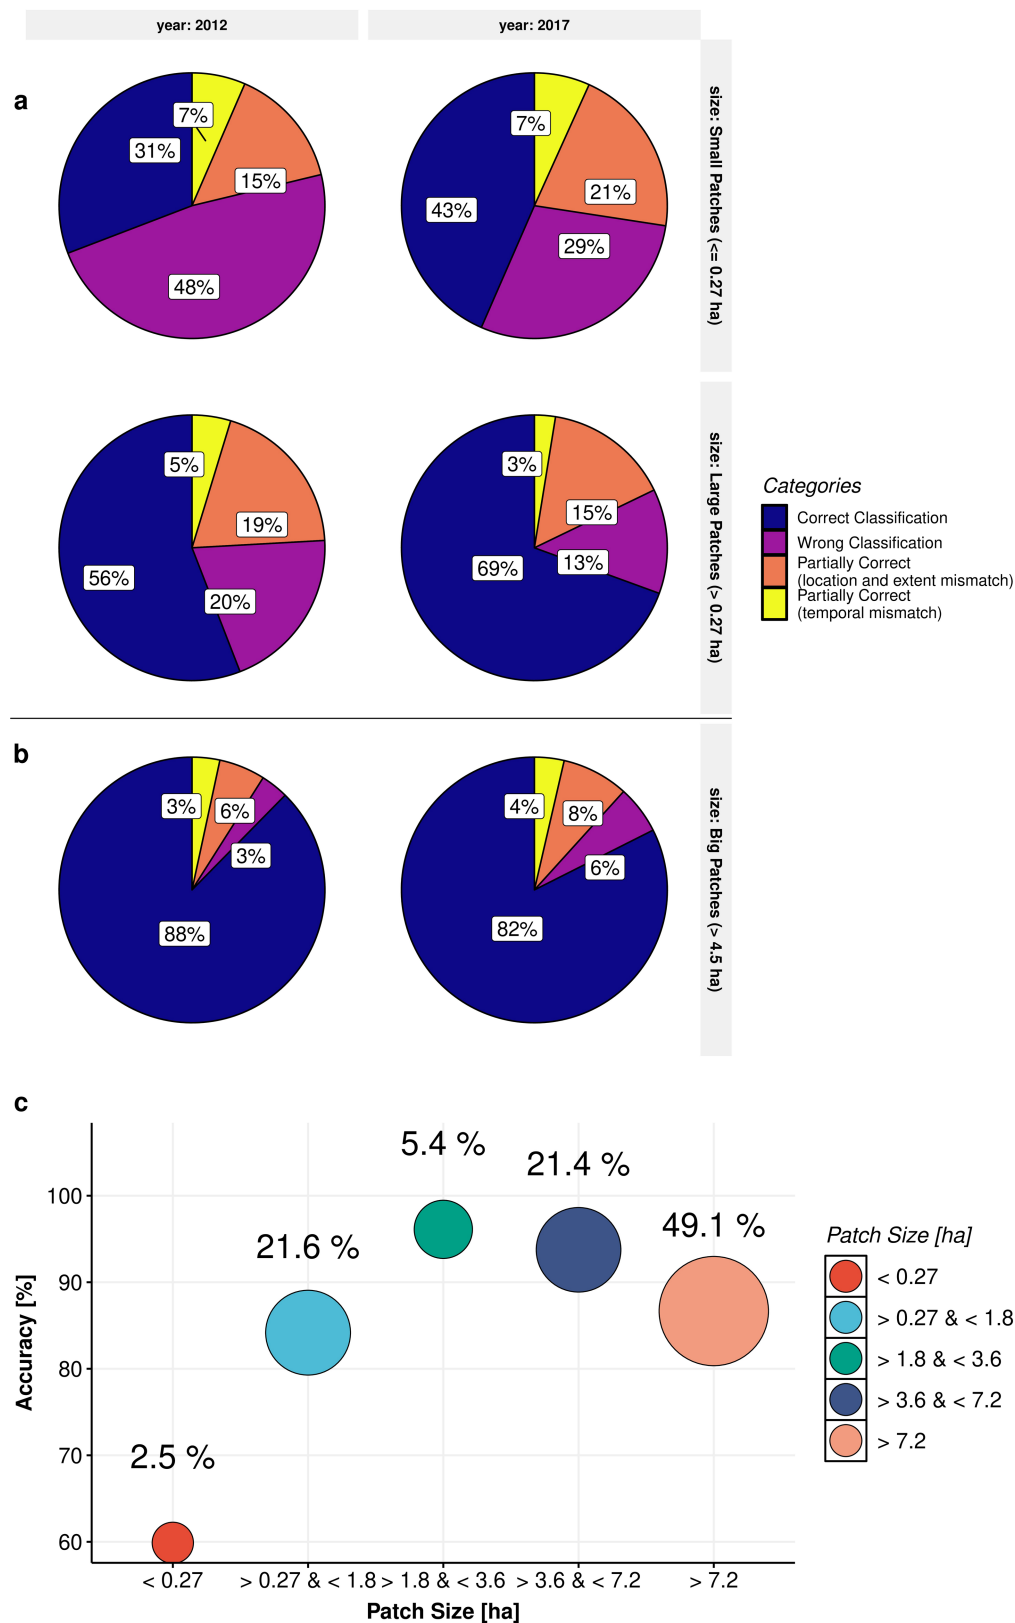 year: 2012
year: 2017
a
size: Small Patches (<= 0.27 ha)
7%
31%
15%
48%
7%
43%
21%
29%
size: Large Patches (> 0.27 ha)
5%
19%
56%
20%
3%
15%
69%
13%
Categories
Correct Classification
Wrong Classification
Partially Correct
(location and extent mismatch)
Partially Correct
(temporal mismatch)
b
size: Big Patches (> 4.5 ha)
3%
6%
3%
88%
4%
8%
6%
82%
c
5.4 %
21.4 %
49.1 %
21.6 %
2.5 %
Accuracy [%]
100
90
80
70
60
< 0.27
> 0.27 & < 1.8
> 1.8 & < 3.6
> 3.6 & < 7.2
> 7.2
Patch Size [ha]
Patch Size [ha]
< 0.27
> 0.27 & < 1.8
> 1.8 & < 3.6
> 3.6 & < 7.2
> 7.2